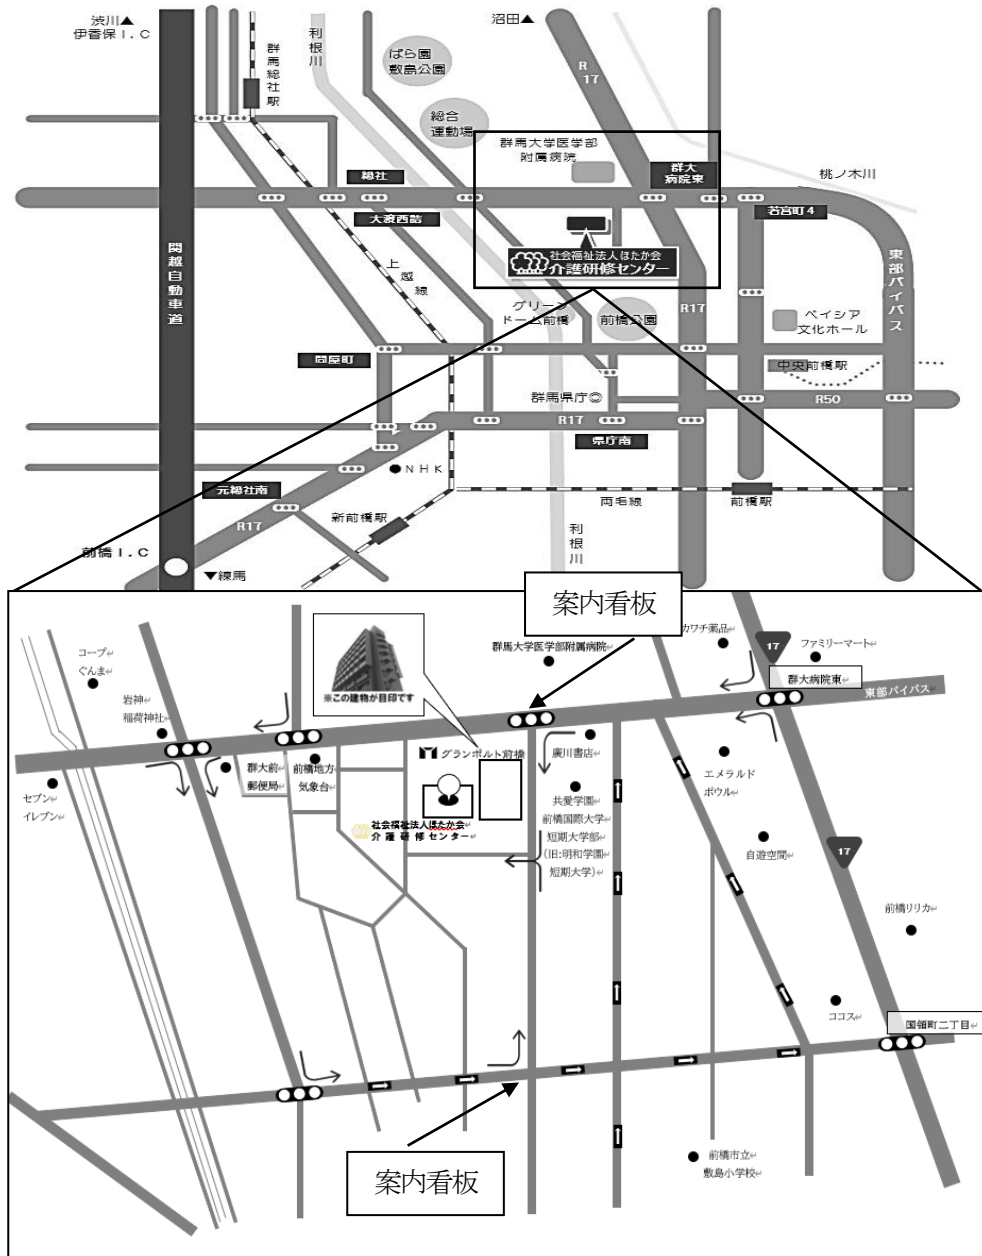 渋川▲
伊香保Ｉ.Ｃ
群馬総社駅
利根川
沼田▲
ばら園
敷島公園
総合
運動場
R
17
群馬大学医学部
附属病院
群大
病院東
桃ノ木川
総社
大渡西詰
若宮町4
関越自動車道
上越線
社会福祉法人ほたか会
介護研修センター
東部バイパス
グリーン
ドーム前橋
前橋公園
R17
ベイシア
文化ホール
問屋町
中央前橋駅
群馬県庁◎
R50
R17
県庁南
●NHK
元総社南
R17
新前橋駅
両毛線
前橋駅
利根川
前橋Ｉ.Ｃ
▼練馬
案内看板
コープ
ぐんま
岩神
稲荷神社
※この建物が目印です
群馬大学医学部附属病院
カワチ薬品
17
ファミリーマート
群大病院東
東部バイパス
セブン
イレブン
群大前
郵便局
前橋地方
気象台
グランポルト前橋
廣川書店
エメラルド
ボウル
共愛学園
前橋国際大学
短期大学部
(旧:明和学園
短期大学)
社会福祉法人ほたか会
介護研修センター
自遊空間
17
前橋リリカ
ココス
国領町二丁目
案内看板
前橋市立
敷島小学校